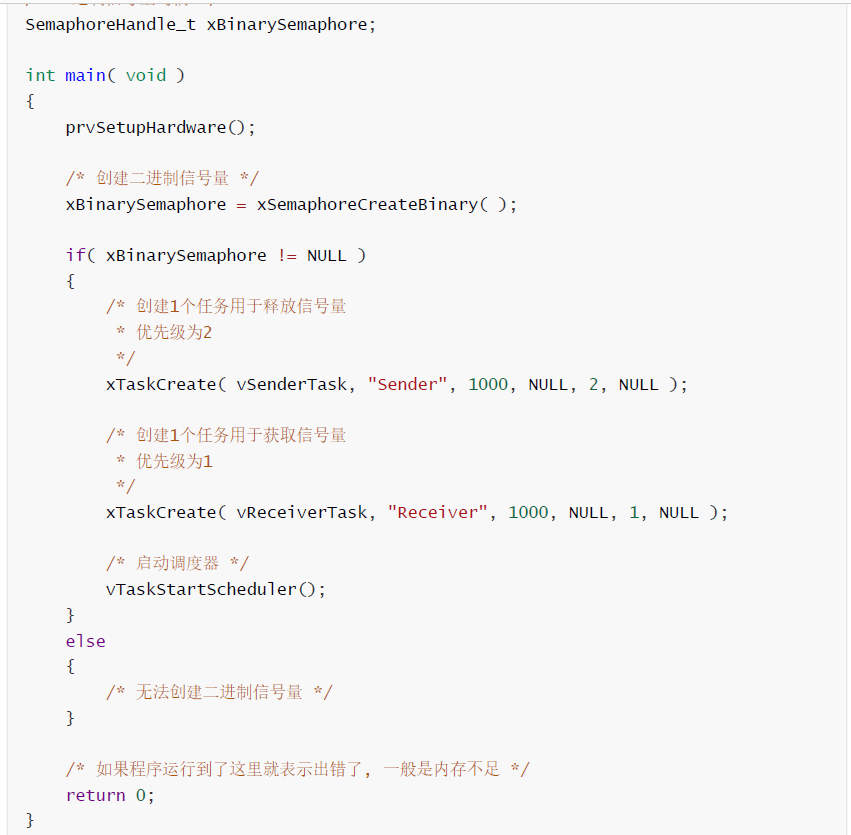 SemaphoreHandle_t xBinarySemaphore;
int main( void )
{
    prvSetupHardware();
    /* 创建二进制信号量 */
    xBinarySemaphore = xSemaphoreCreateBinary( );
    if( xBinarySemaphore != NULL )
    {
        /* 创建1个任务用于释放信号量
         * 优先级为2
         */
        xTaskCreate( vSenderTask, "Sender", 1000, NULL, 2, NULL );
        /* 创建1个任务用于获取信号量
         * 优先级为1
         */
        xTaskCreate( vReceiverTask, "Receiver", 1000, NULL, 1, NULL );
        /* 启动调度器 */
        vTaskStartScheduler();
    }
    else
    {
        /* 无法创建二进制信号量 */
    }
    /* 如果程序运行到了这里就表示出错了, 一般是内存不足 */
    return 0;
}